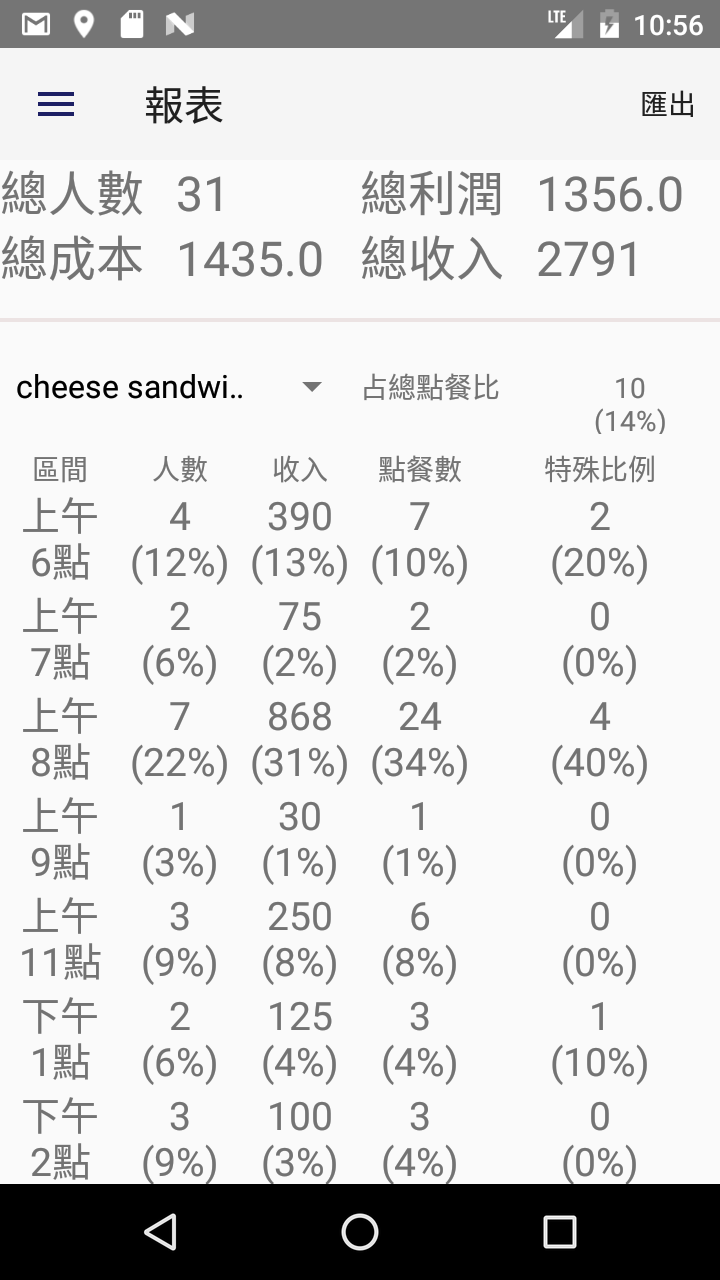 LTE 10:56
報表 匯出
總人數 31 總利潤 1356.0
總成本 1435.0 總收入 2791
cheese sandwi.. 占總點餐比 10
(14%)
區間 人數 收入 點餐數 特殊比例
上午 4 390 7 2
6點 (12%) (13%) (10%) (20%)
上午 2 75 2 0
7點 (6%) (2%) (2%) (0%)
上午 7 868 24 4
8點 (22%) (31%) (34%) (40%)
上午 1 30 1 0
9點 (3%) (1%) (1%) (0%)
上午 3 250 6 0
11點 (9%) (8%) (8%) (0%)
下午 2 125 3 1
1點 (6%) (4%) (4%) (10%)
下午 3 100 3 0
2點 (9%) (3%) (4%) (0%)